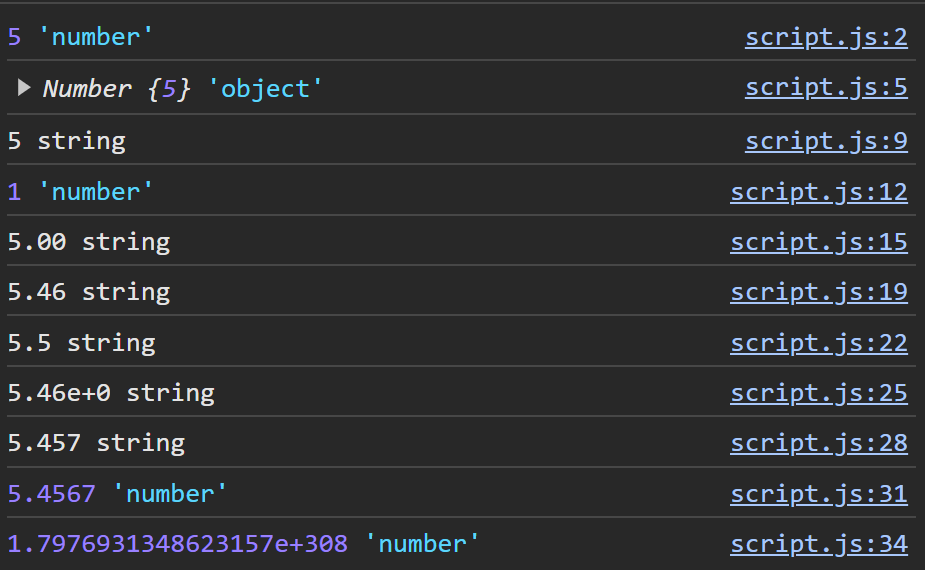 5 'number' script.js:2
▶ Number {5} 'object' script.js:5
5 string script.js:9
1 'number' script.js:12
5.00 string script.js:15
5.46 string script.js:19
5.5 string script.js:22
5.46e+0 string script.js:25
5.457 string script.js:28
5.4567 'number' script.js:31
1.7976931348623157e+308 'number' script.js:34